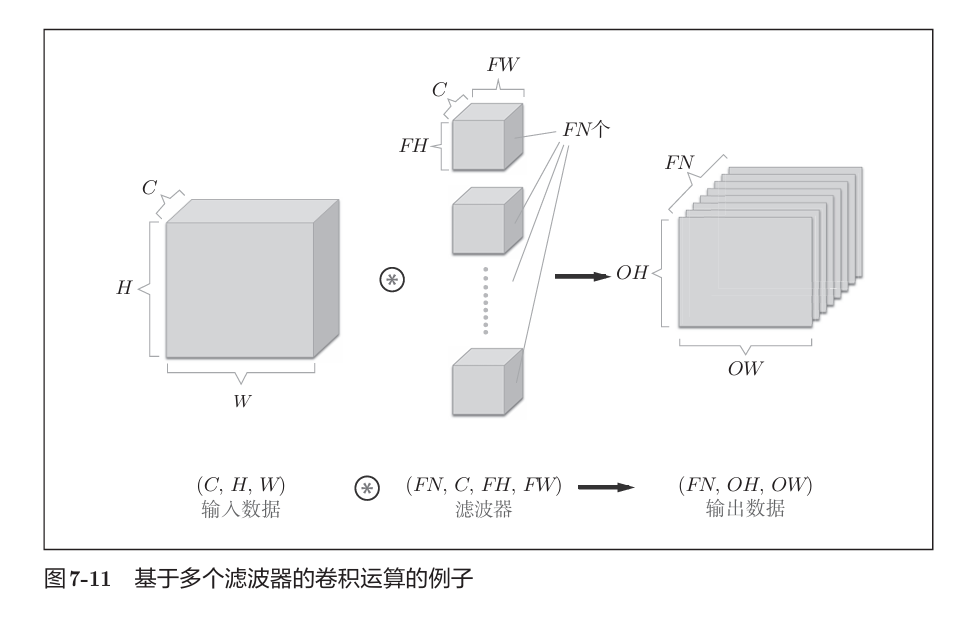 FW
C
FH
FN个
FN
C
H
OH
OW
W
(C, H, W) ⊛ (FN, C, FH, FW) (FN, OH, OW)
输入数据 滤波器 输出数据
图7-11 基于多个滤波器的卷积运算的例子